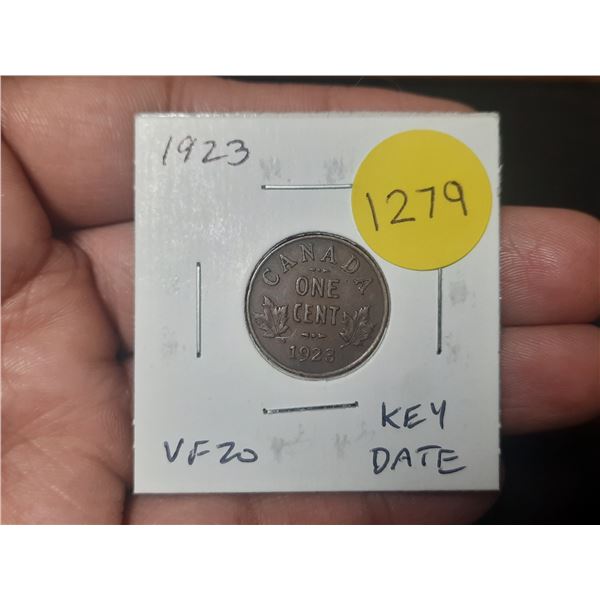 1923
1279
CANADA
ONE
CENT
1923
VF20
KEY
DATE